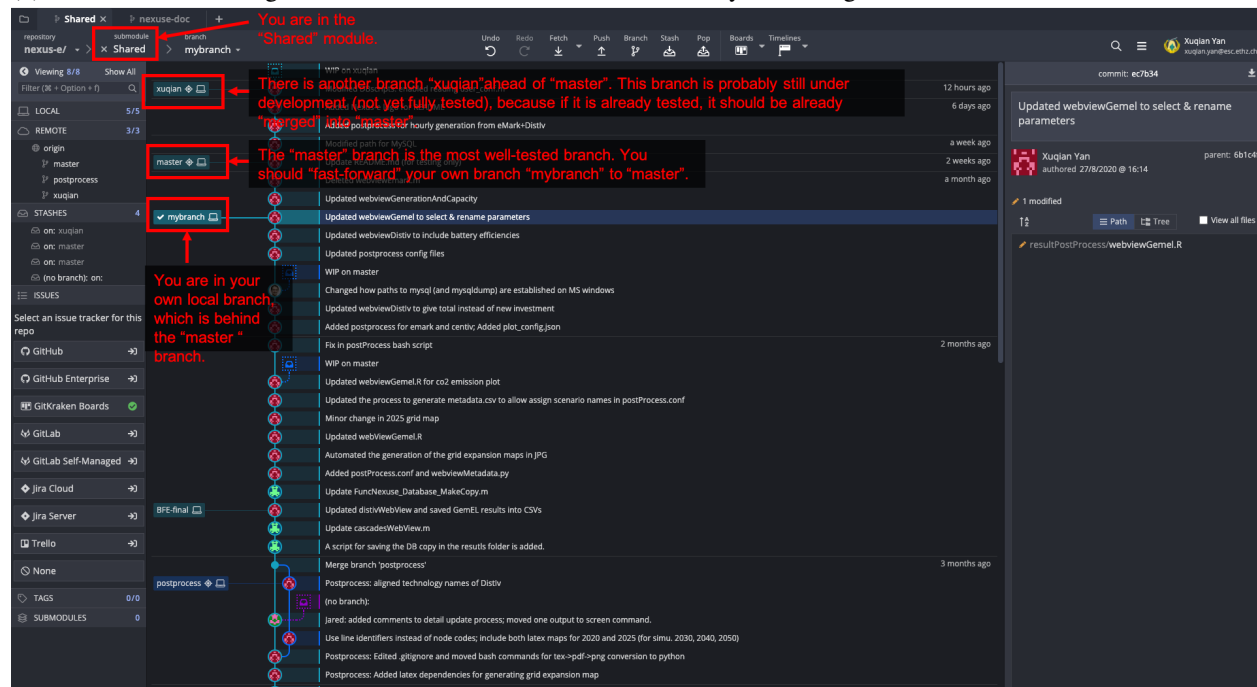 Shared ×
nexuse-doc
+
repository
nexus-e/
submodule
× Shared
branch
mybranch
Undo
Redo
Fetch
Push
Branch
Stash
Pop
Boards
Timelines
Xuqian Yan
xuqian.yan@esc.ethz.ch
You are in the
"Shared" module.
Viewing 8/8
Show All
Filter (⌘ + Option + f)
LOCAL
5/5
REMOTE
3/3
origin
master
postprocess
xuqian
STASHES
4
on: xuqian
on: master
on: master
(no branch): on:
ISSUES
Select an issue tracker for this
repo
GitHub
GitHub Enterprise
GitKraken Boards
GitLab
GitLab Self-Managed
Jira Cloud
Jira Server
Trello
None
TAGS
0/0
SUBMODULES
0
xuqian
master
mybranch
BFE-final
postprocess
There is another branch "xuqian"ahead of "master". This branch is probably still under
development (not yet fully tested), because if it is already tested, it should be already
"merged" into "master"
The "master" branch is the most well-tested branch. You
should "fast-forward" your own branch "mybranch" to "master".
You are in your
own local branch,
which is behind
the "master "
branch.
WIP on xuqian
12 hours ago
6 days ago
Added postprocess for hourly generation from eMark+Distiv
Modified path for MySQL
a week ago
2 weeks ago
a month ago
Updated webviewGenerationAndCapacity
Updated webviewGemel to select & rename parameters
Updated webviewDistiv to include battery efficiencies
Updated postprocess config files
WIP on master
Changed how paths to mysql (and mysqldump) are established on MS windows
Updated webviewDistiv to give total instead of new investment
Added postprocess for emark and centiv; Added plot_config.json
Fix in postProcess bash script
2 months ago
WIP on master
Updated webviewGemel.R for co2 emission plot
Updated the process to generate metadata.csv to allow assign scenario names in postProcess.conf
Minor change in 2025 grid map
Updated webViewGemel.R
Automated the generation of the grid expansion maps in JPG
Added postProcess.conf and webviewMetadata.py
Update FuncNexuse_Database_MakeCopy.m
Updated distivWebView and saved GemEL results into CSVs
Update cascadesWebView.m
A script for saving the DB copy in the resutls folder is added.
Merge branch 'postprocess'
3 months ago
Postprocess: aligned technology names of Distiv
(no branch):
Jared: added comments to detail update process; moved one output to screen command.
Use line identifiers instead of node codes; include both latex maps for 2020 and 2025 (for simu. 2030, 2040, 2050)
Postprocess: Edited .gitignore and moved bash commands for tex->pdf->png conversion to python
Postprocess: Added latex dependencies for generating grid expansion map
commit: ec7b34
Updated webviewGemel to select & rename
parameters
Xuqian Yan
authored 27/8/2020 @ 16:14
parent: 6b1c4
1 modified
Path
Tree
View all files
resultPostProcess/webviewGemel.R